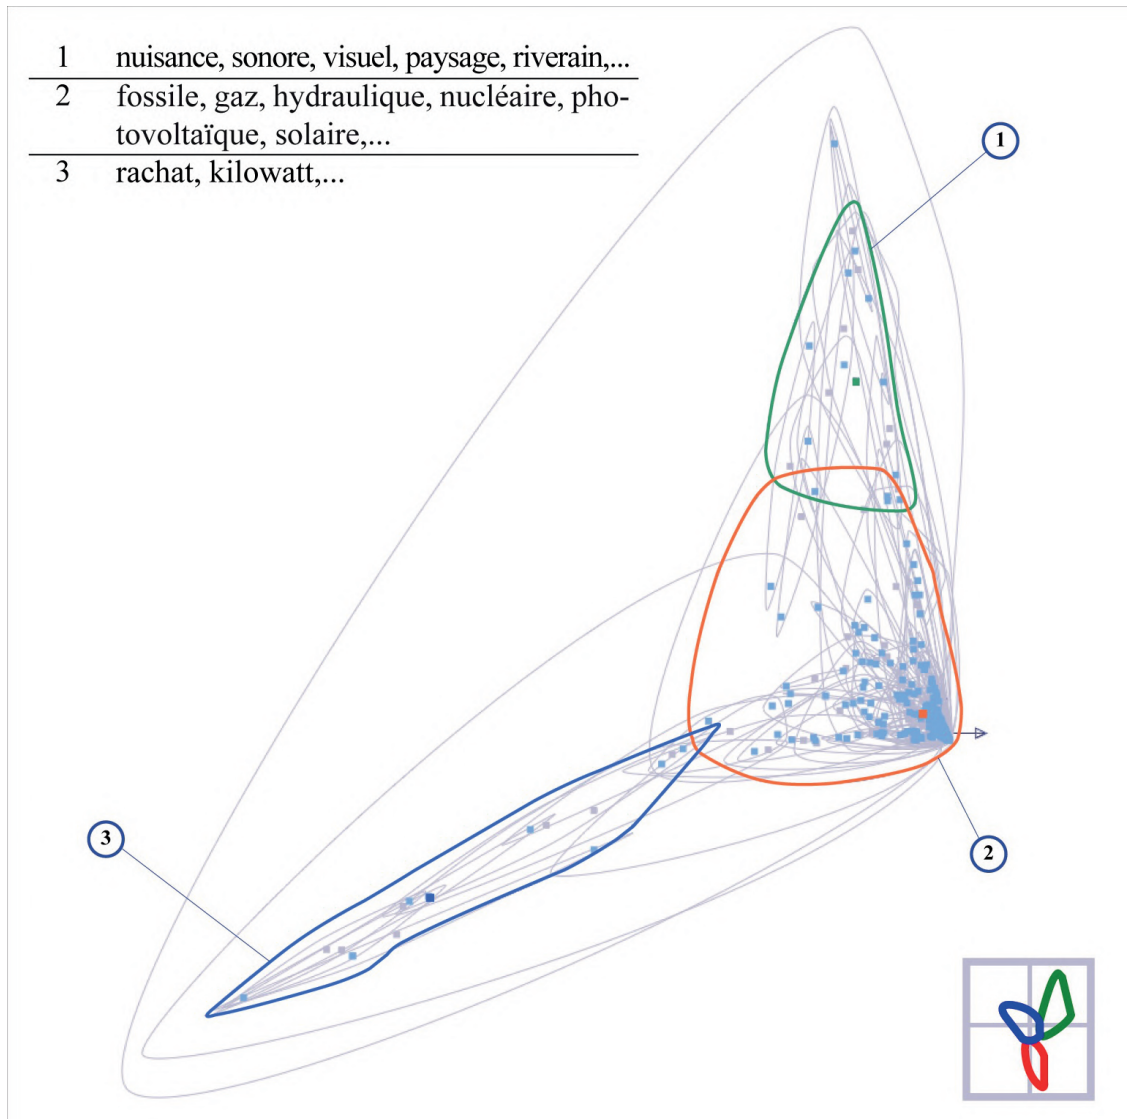 1 nuisance, sonore, visuel, paysage, riverain,...
2 fossile, gaz, hydraulique, nucléaire, pho-
tovoltaïque, solaire,...
3 rachat, kilowatt,...
1
3
2